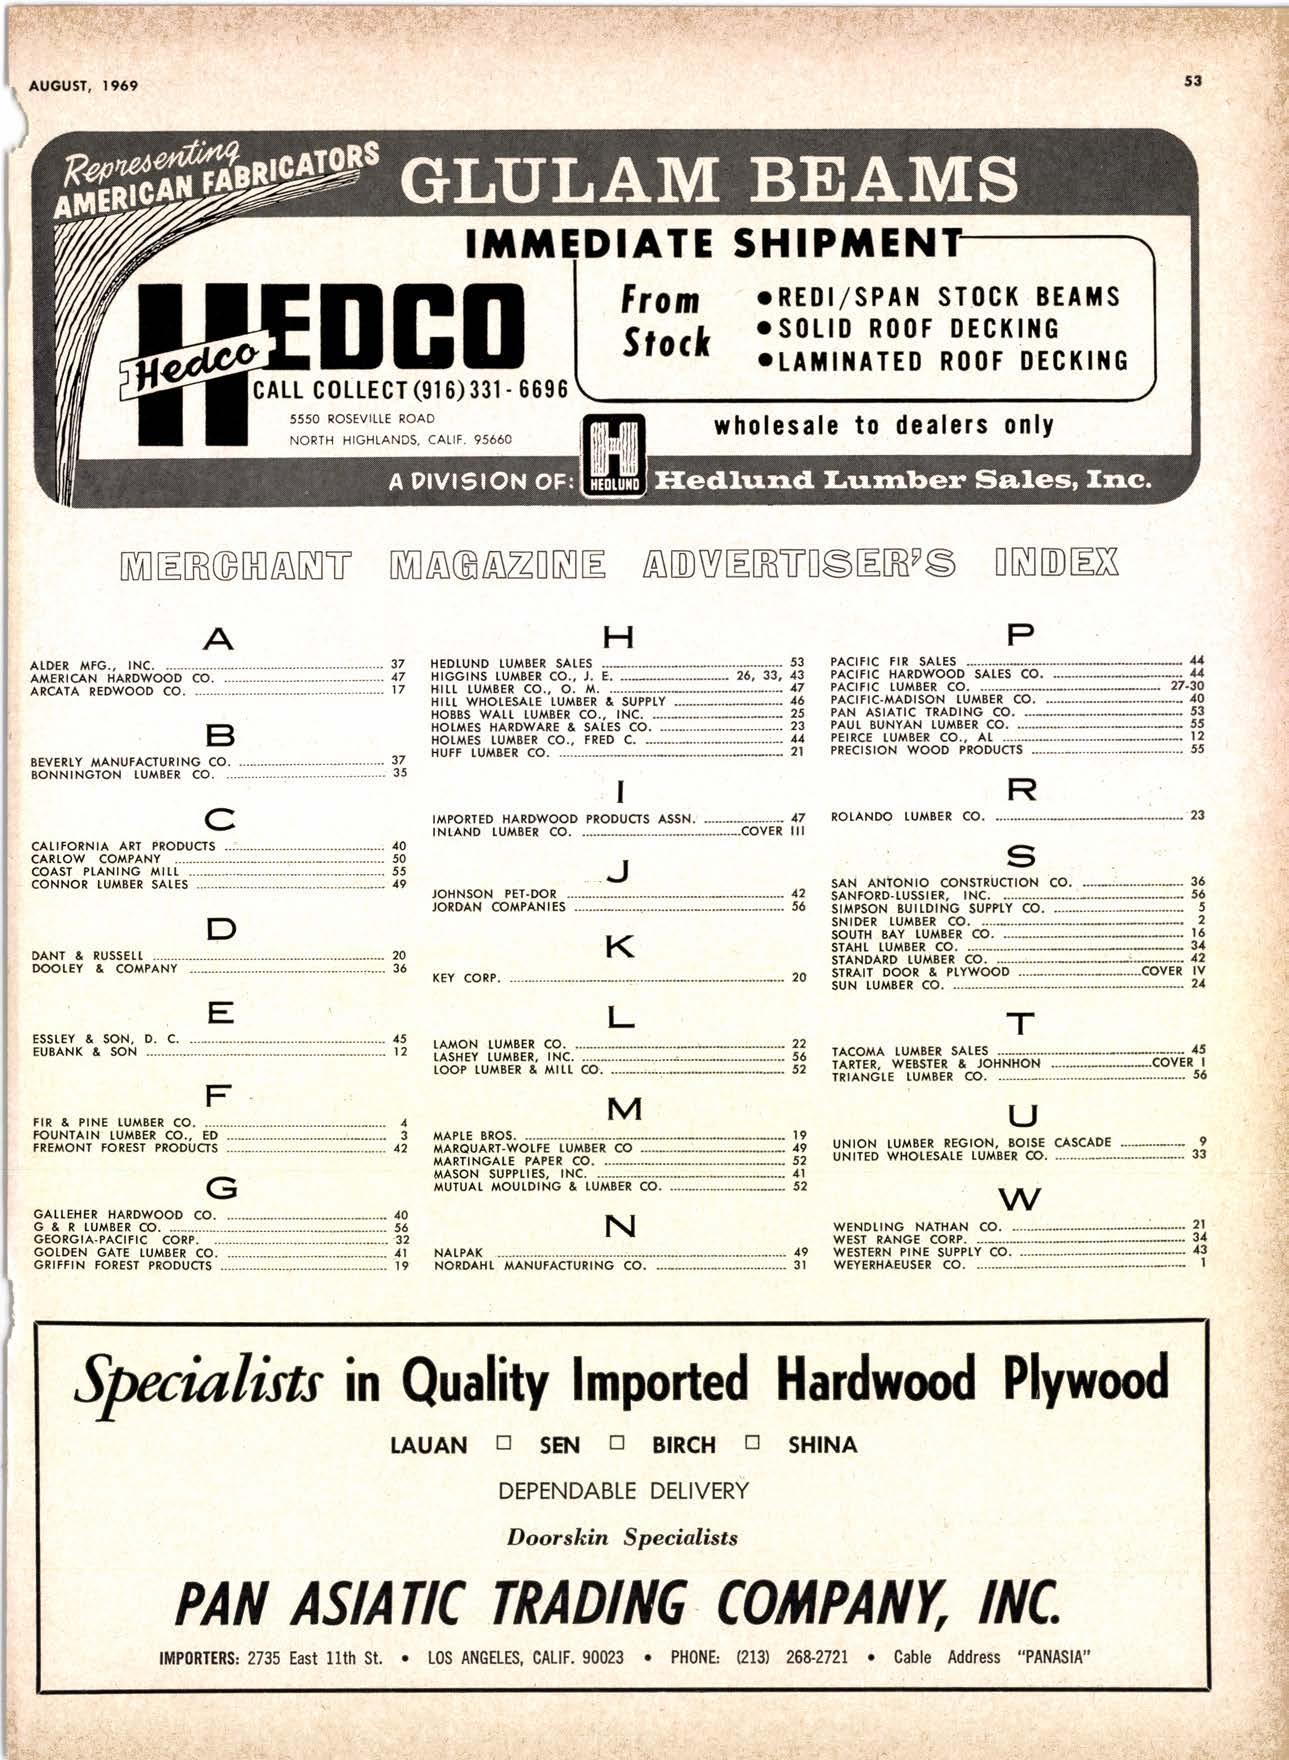 AUGUST, 1969
53
Representing
AMERICAN FABRICATORS
GLULAM BEAMS
IMMEDIATE SHIPMENT
HEDCO
Hedco
From
Stock
•REDI/SPAN STOCK BEAMS
•SOLID ROOF DECKING
•LAMINATED ROOF DECKING
CALL COLLECT (916) 331-6696
5550 ROSEVILLE ROAD
NORTH HIGHLANDS, CALIF. 95660
wholesale to dealers only
A DIVISION OF:
H
HEDLUND
Hedlund Lumber Sales, Inc.
MERCHANT MAGAZINE ADVERTISER'S INDEX
A
ALDER MFG., INC. 37
AMERICAN HARDWOOD CO. 47
ARCATA REDWOOD CO. 17
B
BEVERLY MANUFACTURING CO. 37
BONNINGTON LUMBER CO. 35
C
CALIFORNIA ART PRODUCTS 40
CARLOW COMPANY 50
COAST PLANING MILL 55
CONNOR LUMBER SALES 49
D
DANT & RUSSELL 20
DOOLEY & COMPANY 36
E
ESSLEY & SON, D. C. 45
EUBANK & SON 12
F
FIR & PINE LUMBER CO. 4
FOUNTAIN LUMBER CO., ED 3
FREMONT FOREST PRODUCTS 42
G
GALLEHER HARDWOOD CO. 40
G & R LUMBER CO. 56
GEORGIA-PACIFIC CORP. 32
GOLDEN GATE LUMBER CO. 41
GRIFFIN FOREST PRODUCTS 19
H
HEDLUND LUMBER SALES 53
HIGGINS LUMBER CO., J. E. 26, 33, 43
HILL LUMBER CO., O. M. 47
HILL WHOLESALE LUMBER & SUPPLY 46
HOBBS WALL LUMBER CO., INC. 25
HOLMES HARDWARE & SALES CO. 23
HOLMES LUMBER CO., FRED C. 44
HUFF LUMBER CO. 21
I
IMPORTED HARDWOOD PRODUCTS ASSN. 47
INLAND LUMBER CO. COVER III
J
JOHNSON PET-DOR 42
JORDAN COMPANIES 56
K
KEY CORP. 20
L
LAMON LUMBER CO. 22
LASHEY LUMBER, INC. 56
LOOP LUMBER & MILL CO. 52
M
MAPLE BROS. 19
MARQUART-WOLFE LUMBER CO 49
MARTINGALE PAPER CO. 52
MASON SUPPLIES, INC. 41
MUTUAL MOULDING & LUMBER CO. 52
N
NALPAK 49
NORDAHL MANUFACTURING CO. 31
P
PACIFIC FIR SALES 44
PACIFIC HARDWOOD SALES CO. 44
PACIFIC LUMBER CO. 27-30
PACIFIC-MADISON LUMBER CO. 40
PAN ASIATIC TRADING CO. 53
PAUL BUNYAN LUMBER CO. 55
PEIRCE LUMBER CO., AL 12
PRECISION WOOD PRODUCTS 55
R
ROLANDO LUMBER CO. 23
S
SAN ANTONIO CONSTRUCTION CO. 36
SANFORD-LUSSIER, INC. 56
SIMPSON BUILDING SUPPLY CO. 5
SNIDER LUMBER CO. 2
SOUTH BAY LUMBER CO. 16
STAHL LUMBER CO. 34
STANDARD LUMBER CO. 42
STRAIT DOOR & PLYWOOD COVER IV
SUN LUMBER CO. 24
T
TACOMA LUMBER SALES 45
TARTER, WEBSTER & JOHNHON COVER I
TRIANGLE LUMBER CO. 56
U
UNION LUMBER REGION, BOISE CASCADE 9
UNITED WHOLESALE LUMBER CO. 33
W
WENDLING NATHAN CO. 21
WEST RANGE CORP. 34
WESTERN PINE SUPPLY CO. 43
WEYERHAEUSER CO. 1
Specialists in Quality Imported Hardwood Plywood
LAUAN □ SEN □ BIRCH □ SHINA
DEPENDABLE DELIVERY
Doorskin Specialists
PAN ASIATIC TRADING COMPANY, INC.
IMPORTERS: 2735 East 11th St. • LOS ANGELES, CALIF. 90023 • PHONE: (213) 268-2721 • Cable Address "PANASIA"